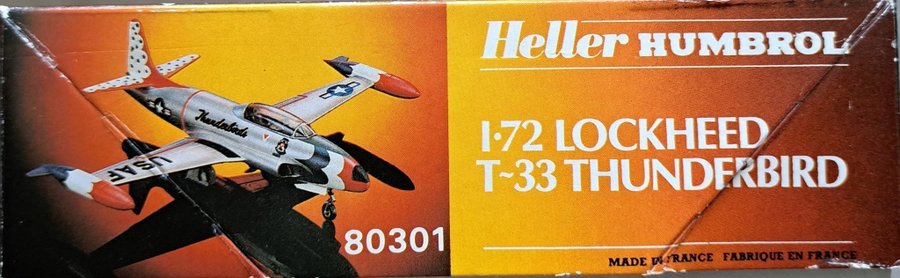 Heller HUMBROL
1·72 LOCKHEED
T~33 THUNDERBIRD
80301
MADE IN FRANCE FABRIQUE EN FRANCE
Thunderbirds
USAF